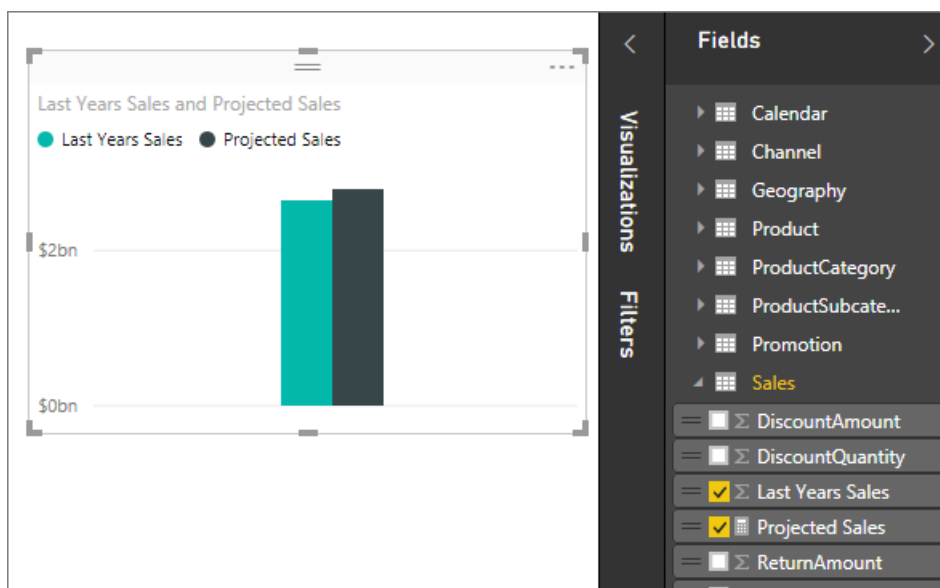 Last Years Sales and Projected Sales
Last Years Sales Projected Sales
$2bn
$0bn
Visualizations
Filters
Fields
Calendar
Channel
Geography
Product
ProductCategory
ProductSubcate...
Promotion
Sales
DiscountAmount
DiscountQuantity
Last Years Sales
Projected Sales
ReturnAmount